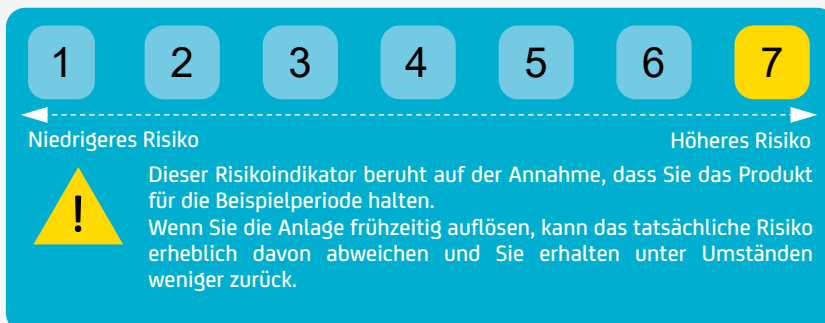 1 2 3 4 5 6 7
Niedrigeres Risiko Höheres Risiko
! Dieser Risikoindikator beruht auf der Annahme, dass Sie das Produkt
für die Beispielperiode halten.
Wenn Sie die Anlage frühzeitig auflösen, kann das tatsächliche Risiko
erheblich davon abweichen und Sie erhalten unter Umständen
weniger zurück.